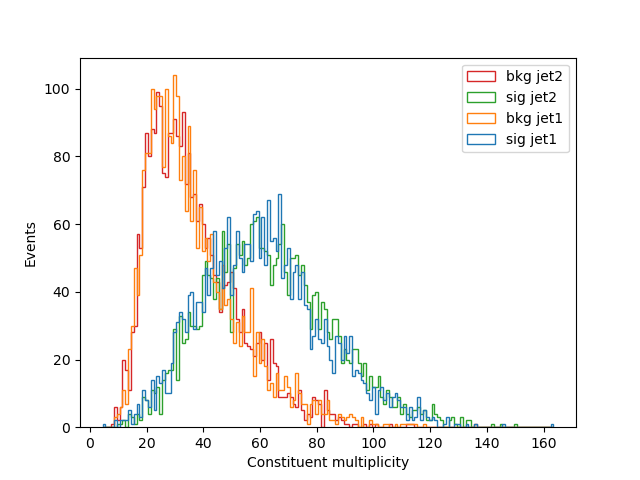 bkg jet2
sig jet2
bkg jet1
sig jet1
Events
100
80
60
40
20
0
0 20 40 60 80 100 120 140 160
Constituent multiplicity